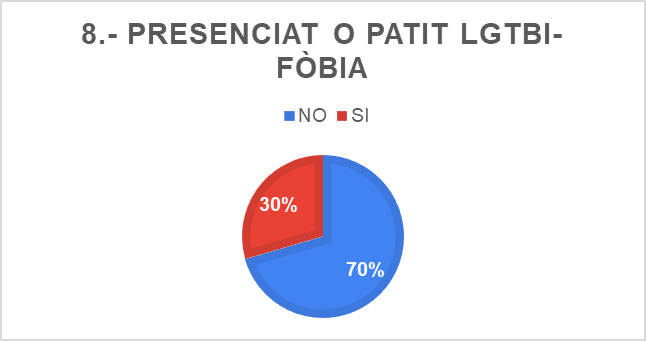 8.- PRESENCIAT O PATIT LGTBI-
FÒBIA
NO SI
30%
70%